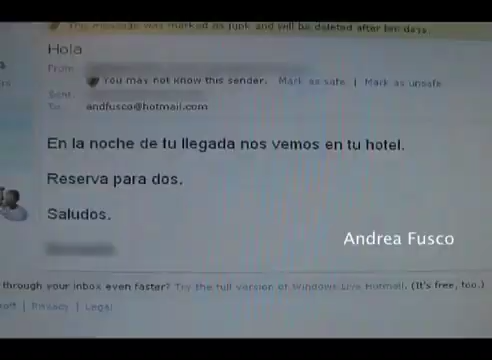 This message was marked as junk and will be deleted after ten days.
Hola
From:
You may not know this sender. Mark as safe | Mark as unsafe
Sent:
To: andfusco@hotmail.com
En la noche de tu llegada nos vemos en tu hotel.
Reserva para dos.
Saludos.
Andrea Fusco
through your inbox even faster? Try the full version of Windows Live Hotmail. (It's free, too.)
| Privacy | Legal